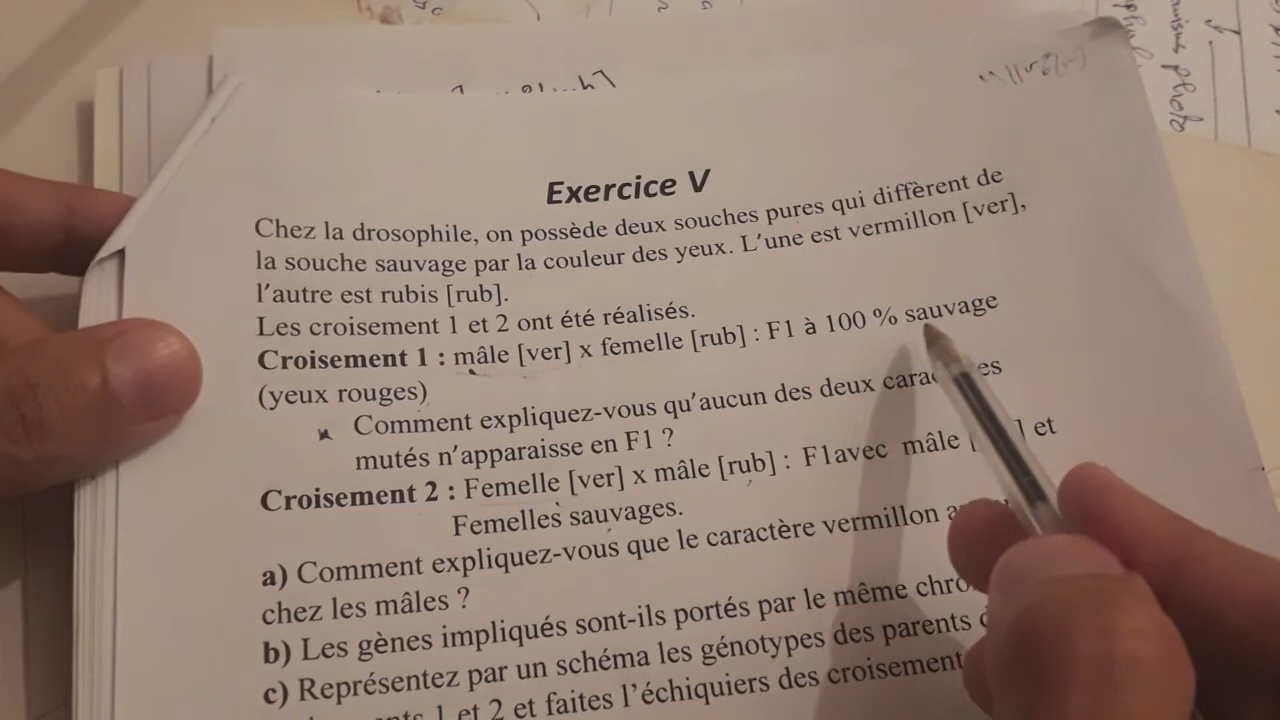 anisms photo
Exercice V
Chez la drosophile, on possède deux souches pures qui diffèrent de
la souche sauvage par la couleur des yeux. L’une est vermillon [ver],
l’autre est rubis [rub].
Les croisement 1 et 2 ont été réalisés.
Croisement 1 : mâle [ver] x femelle [rub] : F1 à 100 % sauvage
(yeux rouges)
Comment expliquez-vous qu’aucun des deux
mutés n’apparaisse en F1 ?
Croisement 2 : Femelle [ver] x mâle [rub] : F1avec mâle [ ] et
Femelles sauvages.
a) Comment expliquez-vous que le caractère vermillon
chez les mâles ?
b) Les gènes impliqués sont-ils portés par le même
c) Représentez par un schéma les génotypes des parents
1 et 2 et faites l’échiquiers des